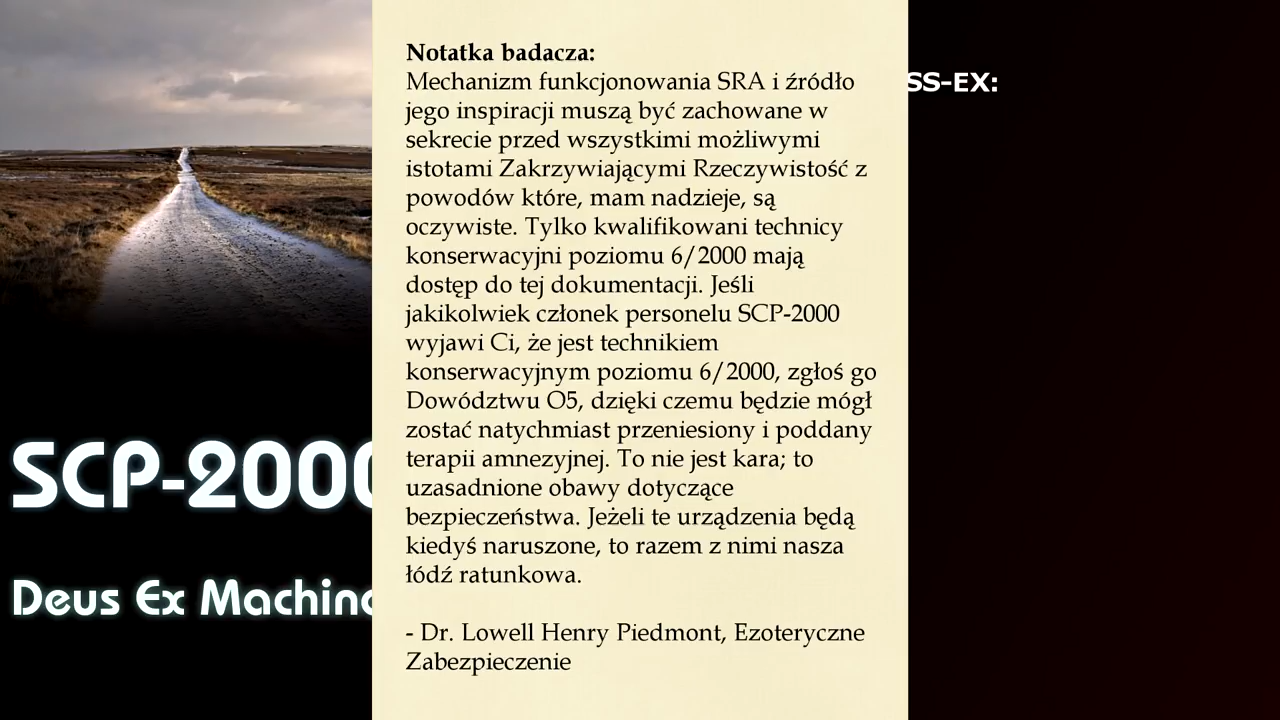 Notatka badacza:
Mechanizm funkcjonowania SRA i źródło
jego inspiracji muszą być zachowane w
sekrecie przed wszystkimi możliwymi
istotami Zakrzywiającymi Rzeczywistość z
powodów które, mam nadzieje, są
oczywiste. Tylko kwalifikowani technicy
konserwacyjni poziomu 6/2000 mają
dostęp do tej dokumentacji. Jeśli
jakikolwiek członek personelu SCP-2000
wyjawi Ci, że jest technikiem
konserwacyjnym poziomu 6/2000, zgłoś go
Dowództwu O5, dzięki czemu będzie mógł
zostać natychmiast przeniesiony i poddany
terapii amnezyjnej. To nie jest kara; to
uzasadnione obawy dotyczące
bezpieczeństwa. Jeżeli te urządzenia będą
kiedyś naruszone, to razem z nimi nasza
łódź ratunkowa.
- Dr. Lowell Henry Piedmont, Ezoteryczne
Zabezpieczenie
SS-EX:
SCP-2000
Deus Ex Machina